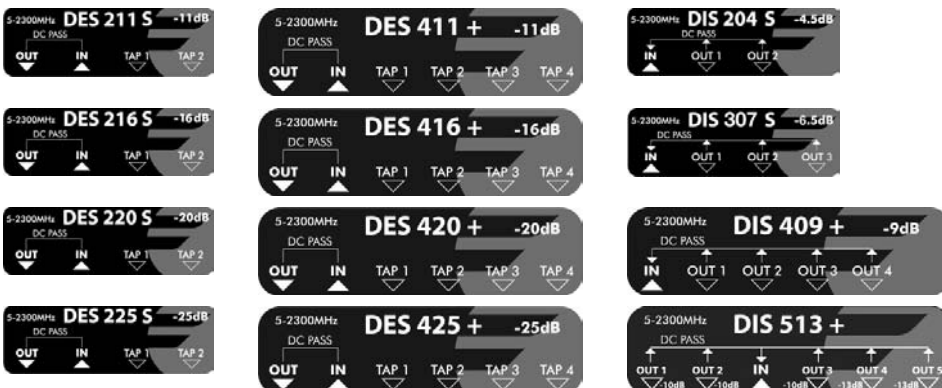 5-2300MHz DES 211 S -11dB
DC PASS
OUT IN TAP 1 TAP 2
5-2300MHz DES 411 + -11dB
DC PASS
OUT IN TAP 1 TAP 2 TAP 3 TAP 4
5-2300MHz DIS 204 S -4.5dB
DC PASS
IN OUT 1 OUT 2
5-2300MHz DES 216 S -16dB
DC PASS
OUT IN TAP 1 TAP 2
5-2300MHz DES 416 + -16dB
DC PASS
OUT IN TAP 1 TAP 2 TAP 3 TAP 4
5-2300MHz DIS 307 S -6.5dB
DC PASS
IN OUT 1 OUT 2 OUT 3
5-2300MHz DES 220 S -20dB
DC PASS
OUT IN TAP 1 TAP 2
5-2300MHz DES 420 + -20dB
DC PASS
OUT IN TAP 1 TAP 2 TAP 3 TAP 4
5-2300MHz DIS 409 + -9dB
DC PASS
IN OUT 1 OUT 2 OUT 3 OUT 4
5-2300MHz DES 225 S -25dB
DC PASS
OUT IN TAP 1 TAP 2
5-2300MHz DES 425 + -25dB
DC PASS
OUT IN TAP 1 TAP 2 TAP 3 TAP 4
5-2300MHz DIS 513 +
DC PASS
OUT 1 OUT 2 IN OUT 3 OUT 4 OUT 5
-10dB -10dB -10dB -13dB -13dB